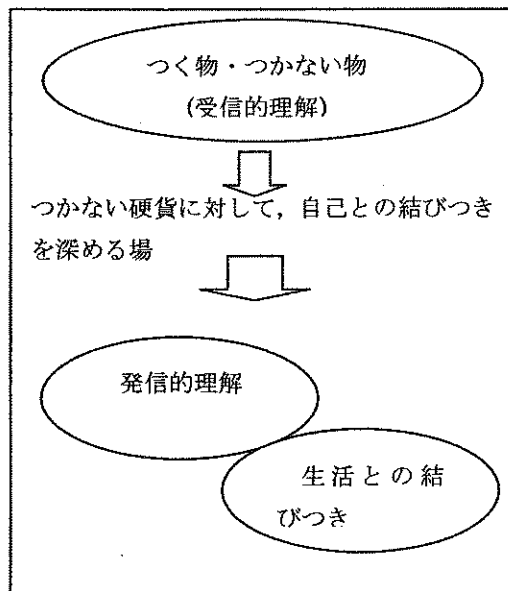 つく物・つかない物
(受信的理解)
つかない硬貨に対して，自己との結びつき
を深める場
発信的理解
生活との結
びつき